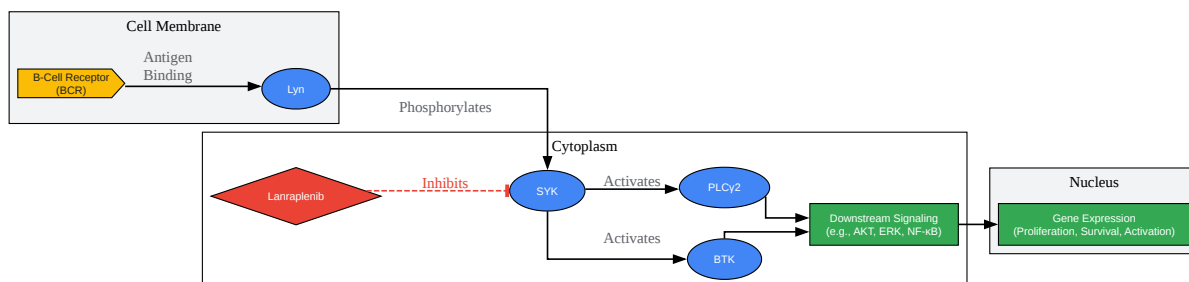 Cell Membrane
B-Cell Receptor
(BCR)
Antigen
Binding
Lyn
Phosphorylates
Cytoplasm
Lanraplenib
Inhibits
SYK
Activates
PLCγ2
Activates
BTK
Downstream Signaling
(e.g., AKT, ERK, NF-κB)
Nucleus
Gene Expression
(Proliferation, Survival, Activation)